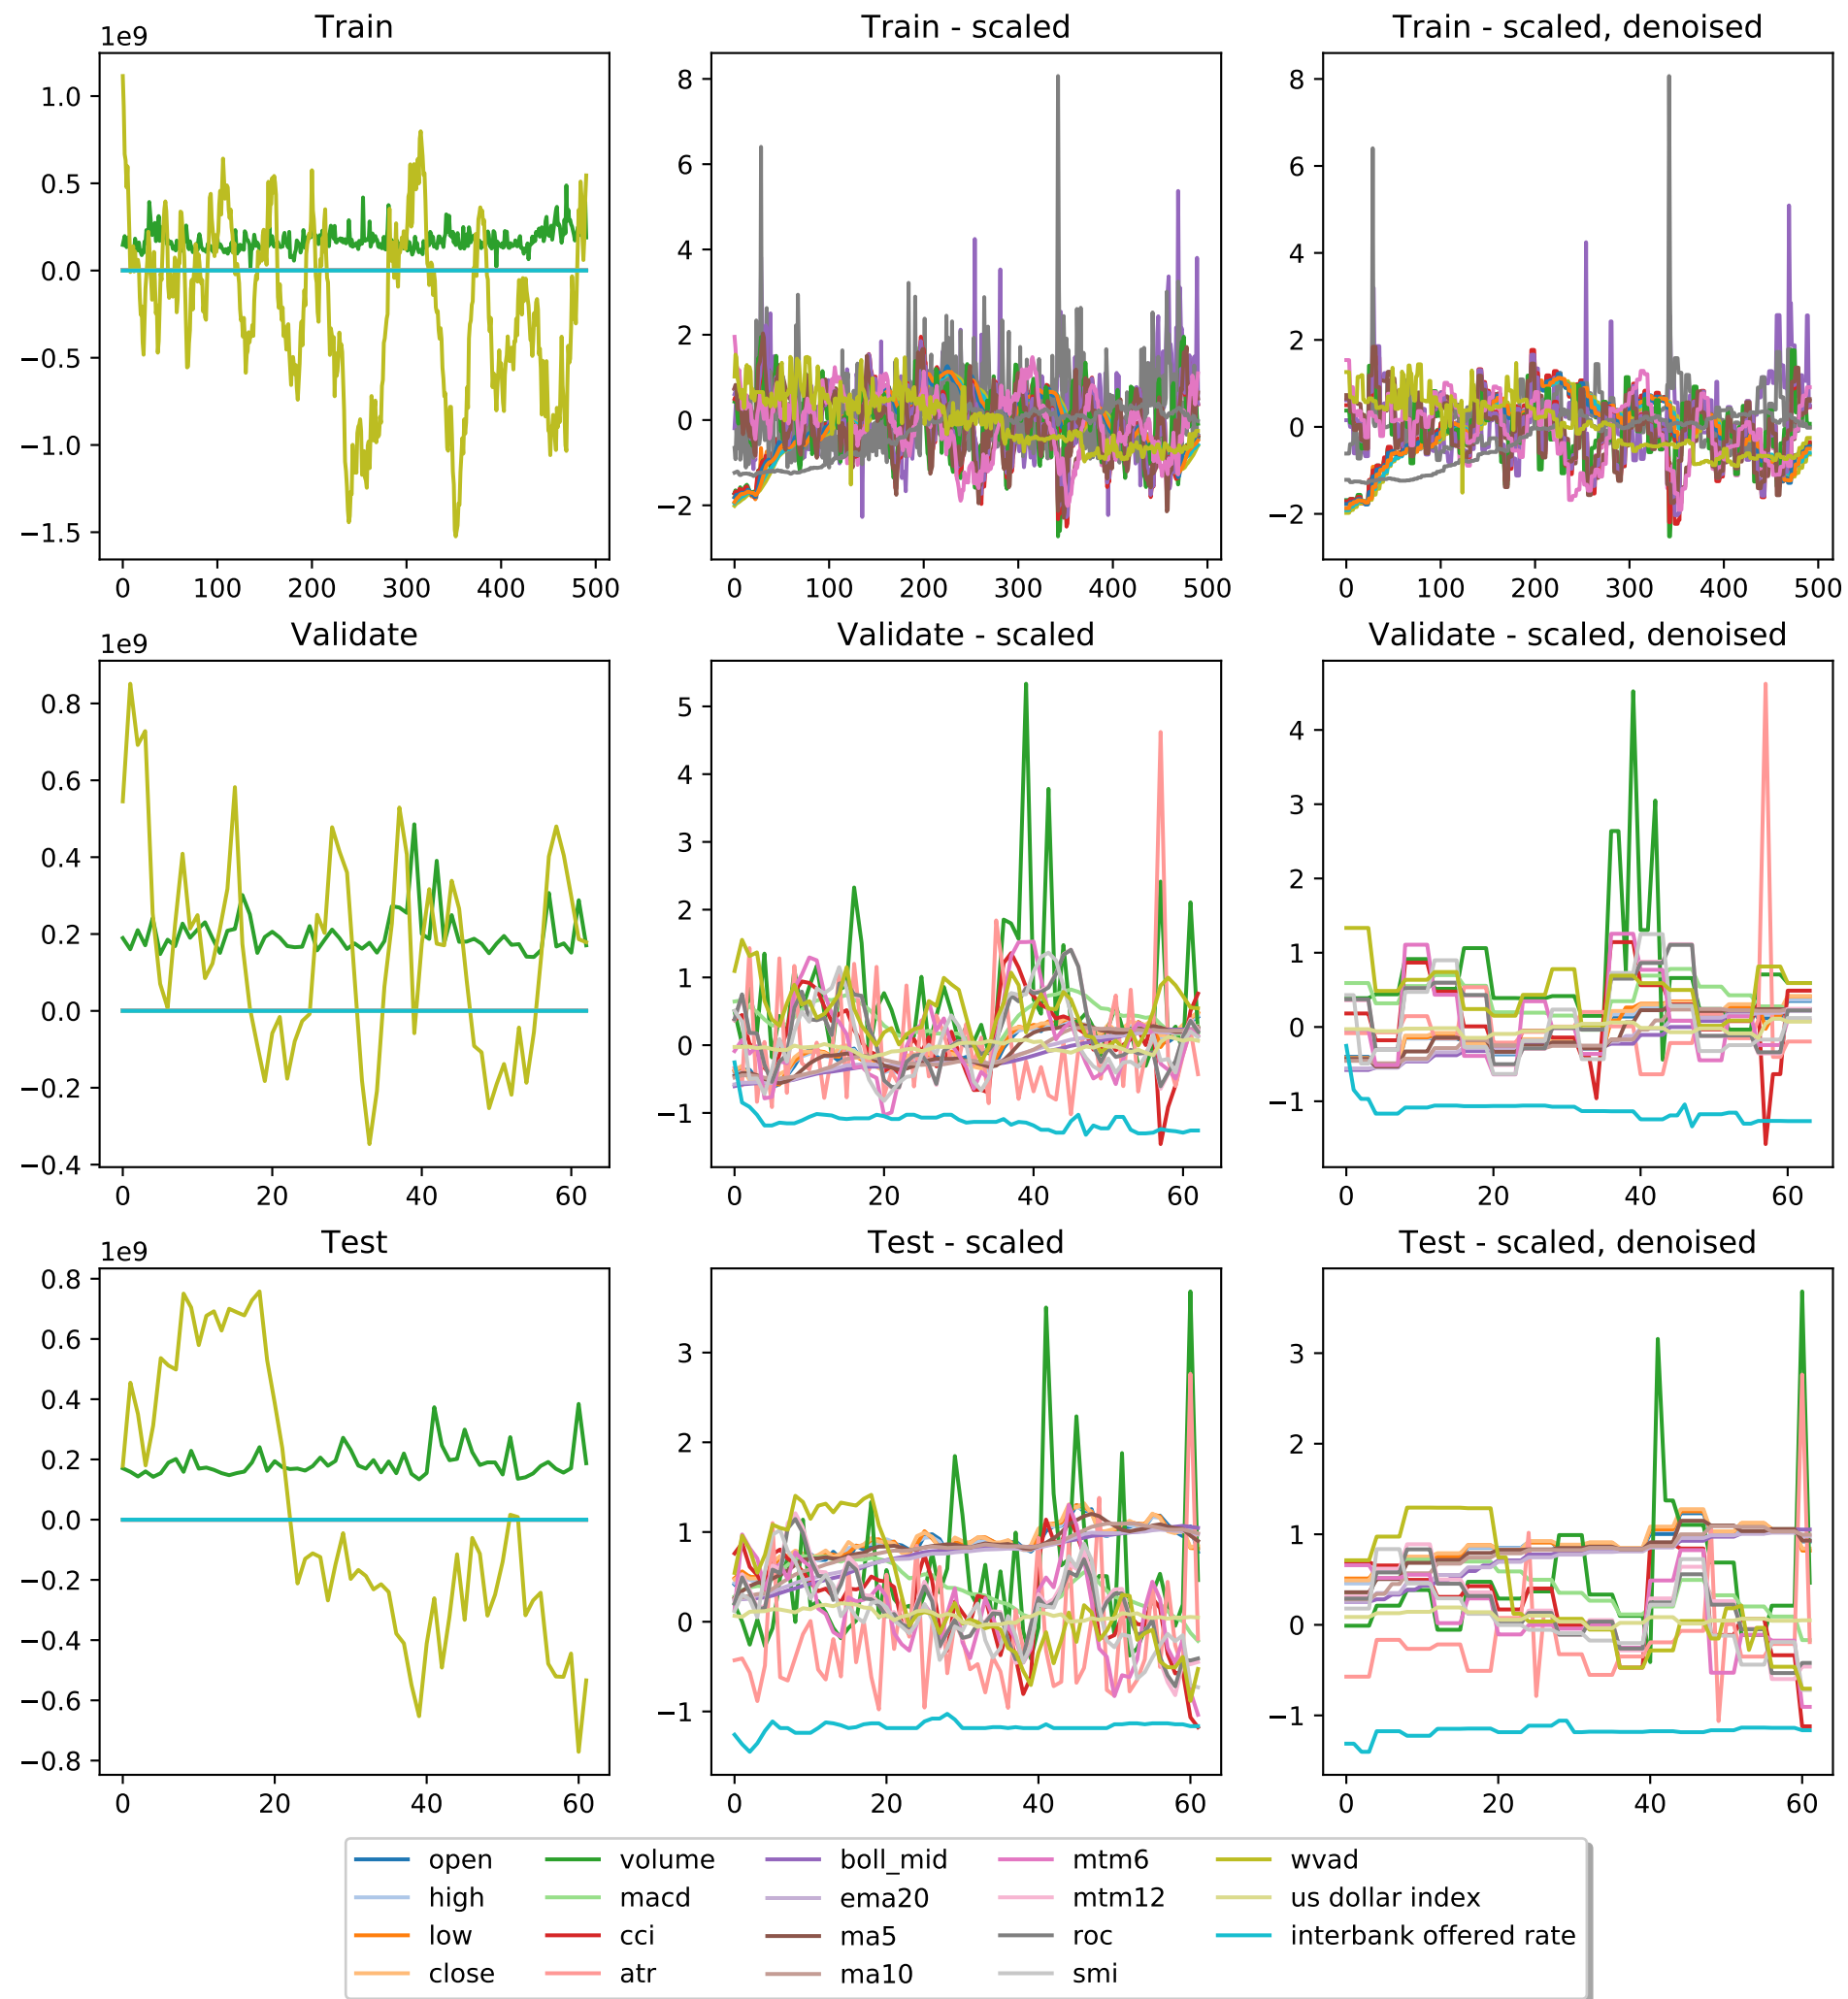 Train
1e9
1.0
0.5
0.0
−0.5
−1.0
−1.5
0 100 200 300 400 500
Train - scaled
8
6
4
2
0
−2
0 100 200 300 400 500
Train - scaled, denoised
8
6
4
2
0
−2
0 100 200 300 400 500
Validate
1e9
0.8
0.6
0.4
0.2
0.0
−0.2
−0.4
0 20 40 60
Validate - scaled
5
4
3
2
1
0
−1
0 20 40 60
Validate - scaled, denoised
4
3
2
1
0
−1
0 20 40 60
Test
1e9
0.8
0.6
0.4
0.2
0.0
−0.2
−0.4
−0.6
−0.8
0 20 40 60
Test - scaled
3
2
1
0
−1
0 20 40 60
Test - scaled, denoised
3
2
1
0
−1
0 20 40 60
open
high
low
close
volume
macd
cci
atr
boll_mid
ema20
ma5
ma10
mtm6
mtm12
roc
smi
wvad
us dollar index
interbank offered rate